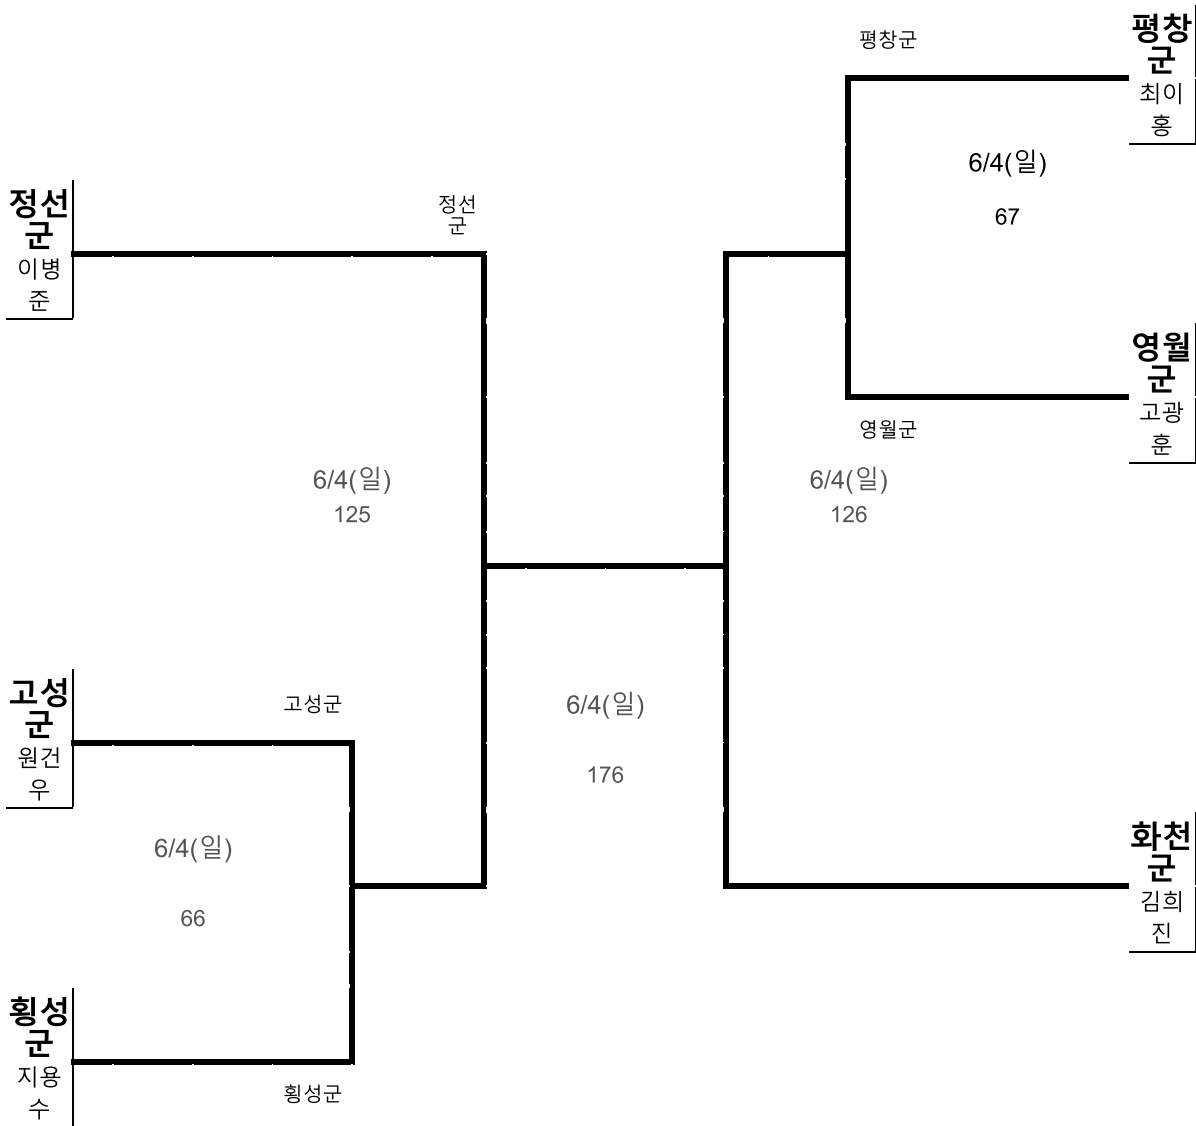 평창군
평창
군
최이
홍
6/4(일)
67
정선
군
이병
준
정선
군
영월
군
고광
훈
영월군
6/4(일)
125
6/4(일)
126
고성
군
원건
우
고성군
6/4(일)
176
6/4(일)
66
화천
군
김희
진
횡성
군
지용
수
횡성군